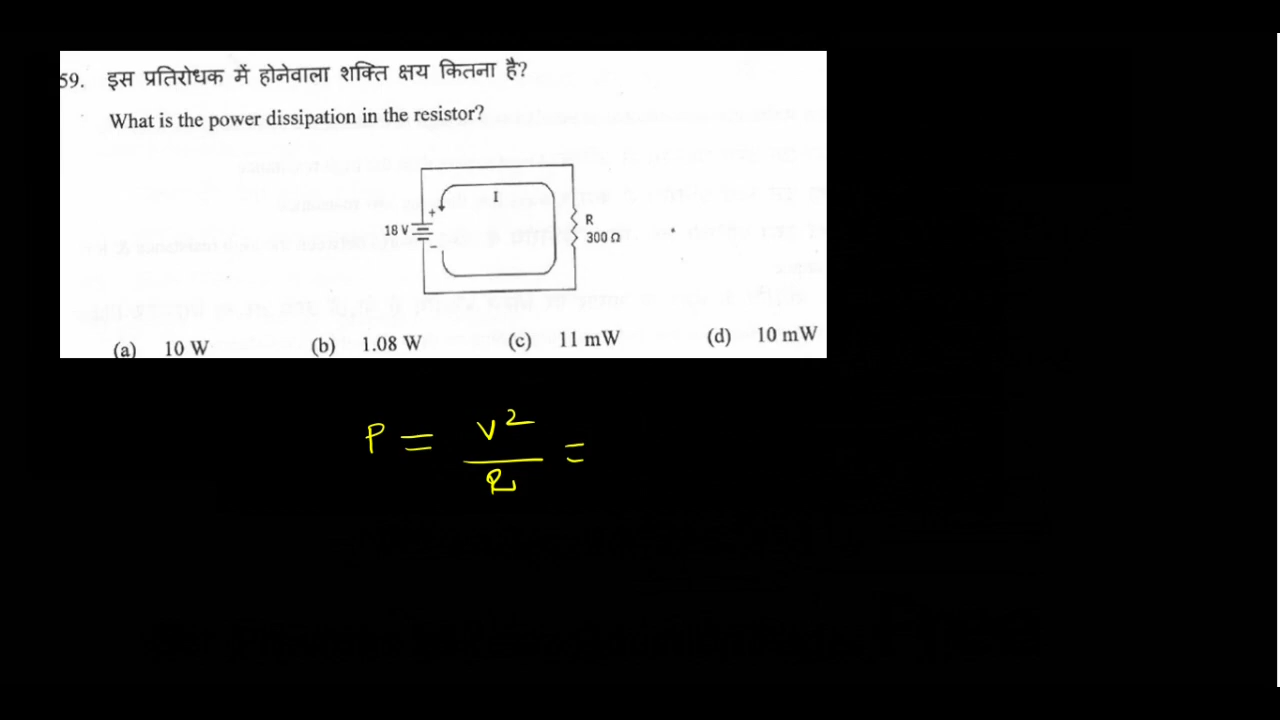 59. इस प्रतिरोधक में होनेवाला शक्ति क्षय कितना है?
What is the power dissipation in the resistor?
I
+
18 V
R
300 Ω
−
(a) 10 W (b) 1.08 W (c) 11 mW (d) 10 mW
P = V² =
R